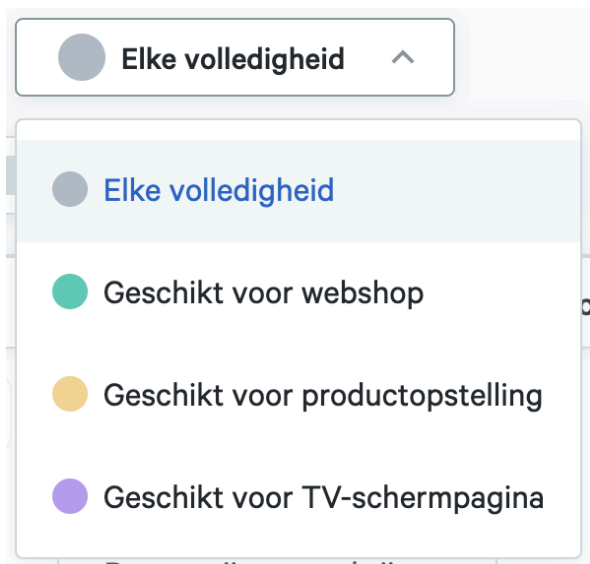 Elke volledigheid
Elke volledigheid
Geschikt voor webshop
Geschikt voor productopstelling
Geschikt voor TV-schermpagina